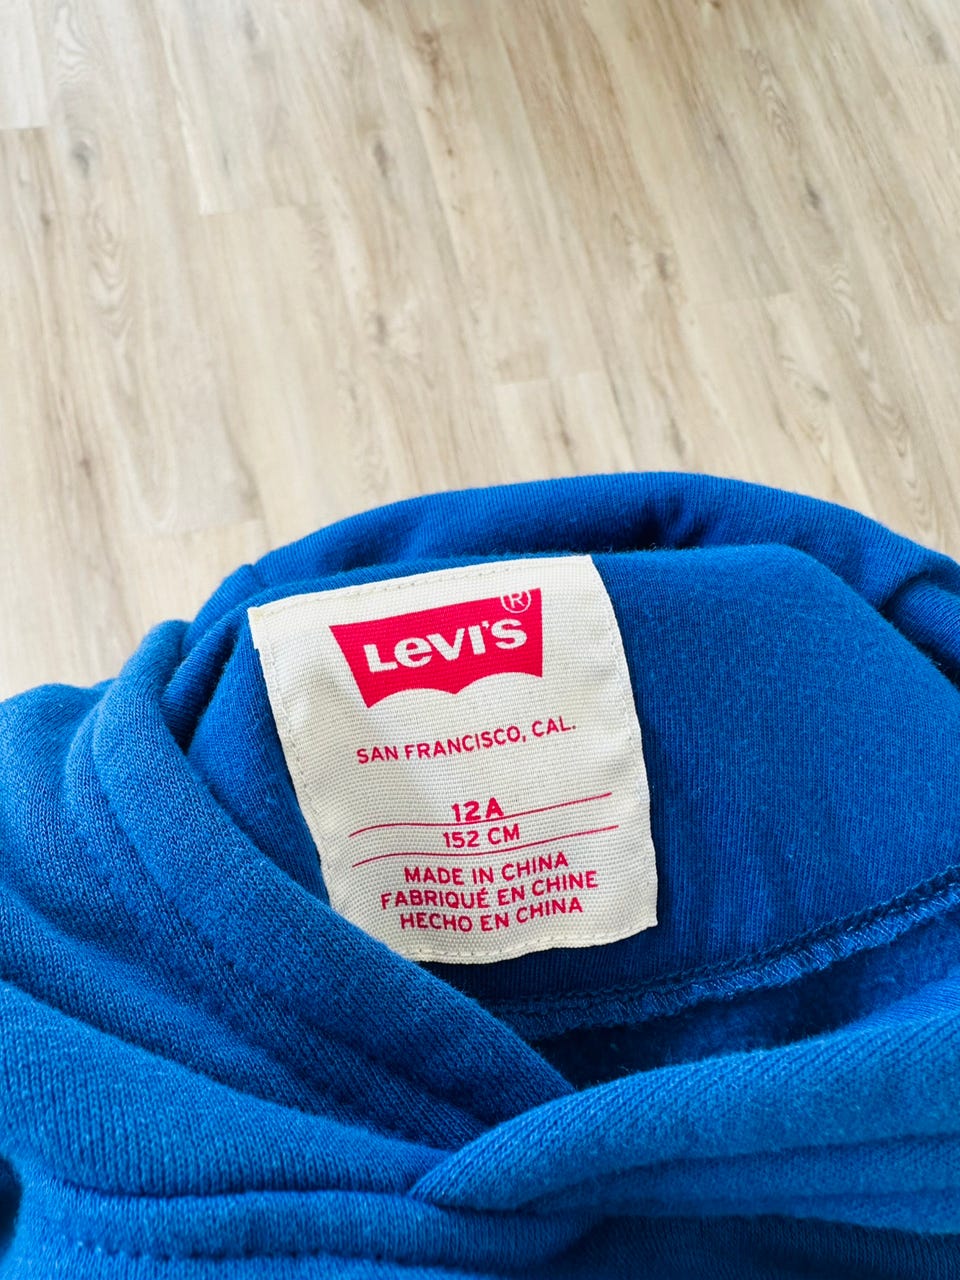 Levi's ®
SAN FRANCISCO, CAL.
12A
152 CM
MADE IN CHINA
FABRIQUÉ EN CHINE
HECHO EN CHINA